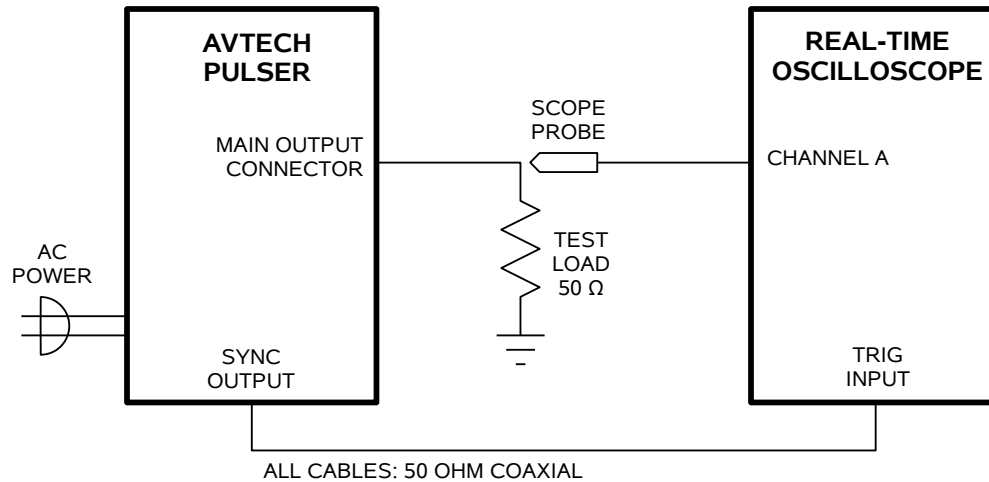 AVTECH
PULSER
MAIN OUTPUT
CONNECTOR
AC
POWER
SYNC
OUTPUT
SCOPE
PROBE
TEST
LOAD
50 Ω
REAL-TIME
OSCILLOSCOPE
CHANNEL A
TRIG
INPUT
ALL CABLES: 50 OHM COAXIAL